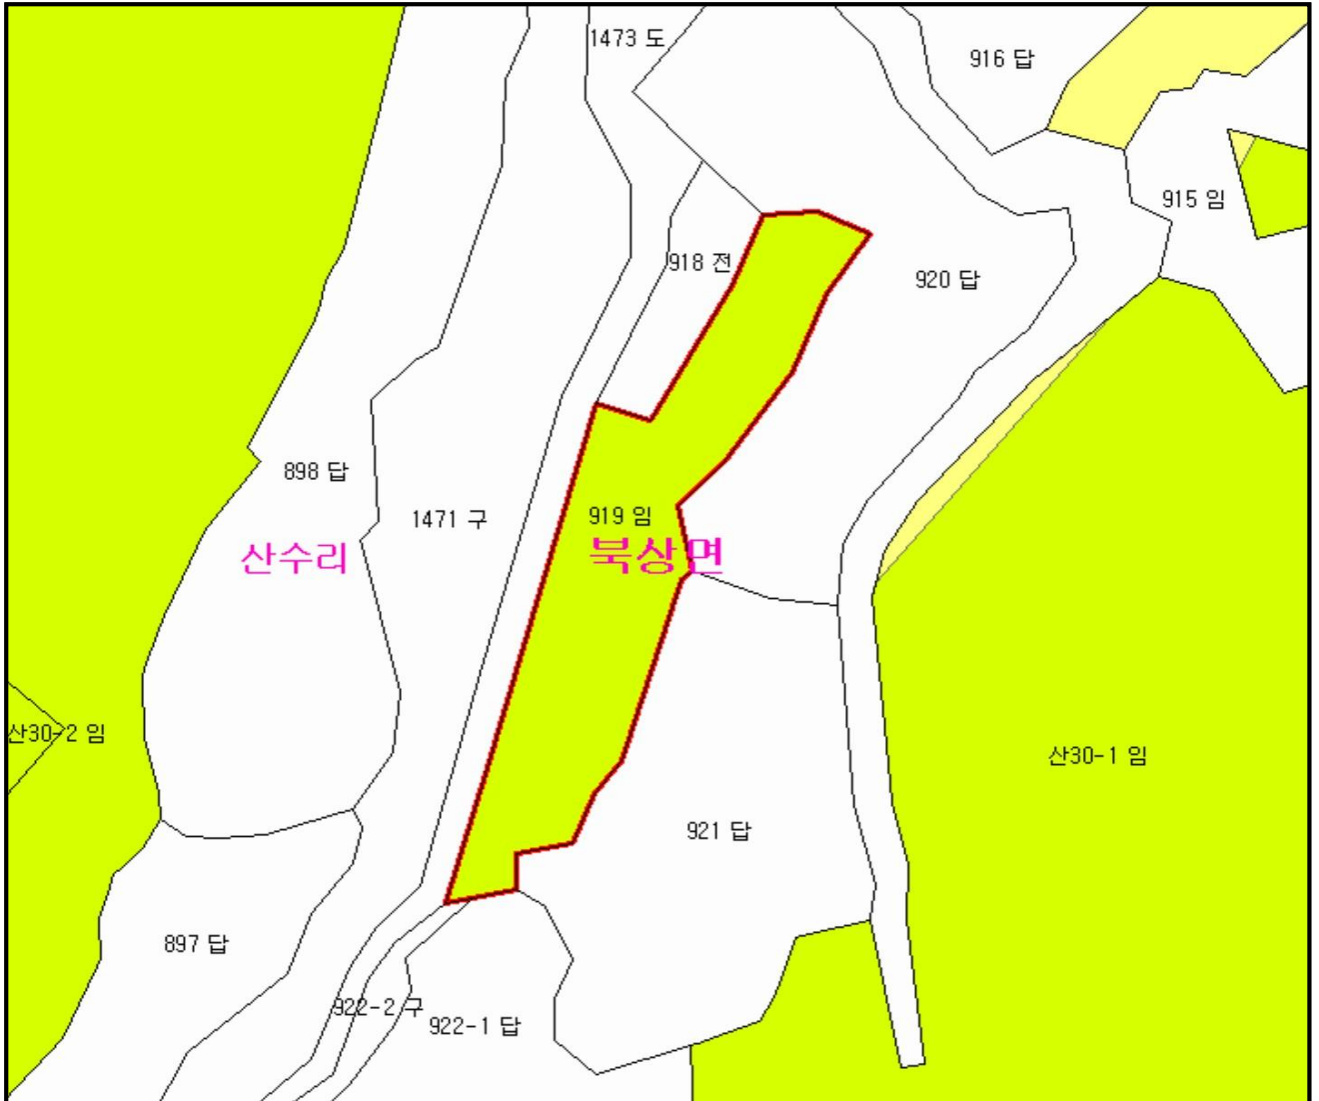 1473 도
916 답
915 임
918 전
920 답
898 답
1471 구
919 임
산수리
북상면
산30-2 임
산30-1 임
921 답
897 답
922-2 구
922-1 답